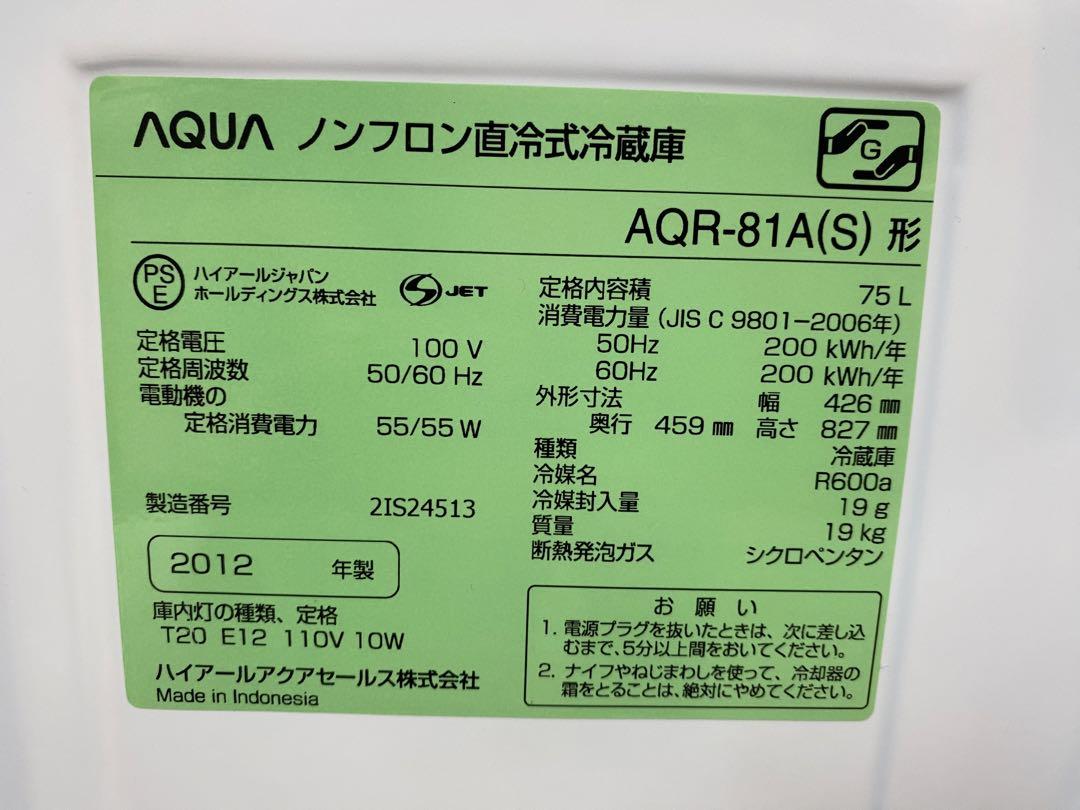 AQUA ノンフロン直冷式冷蔵庫
G
AQR-81A(S) 形
PS
E
ハイアールジャパン
ホールディングス株式会社
JET
定格電圧 100 V
定格周波数 50/60 Hz
電動機の
定格消費電力 55/55 W
製造番号 2IS24513
2012 年製
庫内灯の種類、定格
T20 E12 110V 10W
ハイアールアクアセールス株式会社
Made in Indonesia
定格内容積 75 L
消費電力量 (JIS C 9801-2006年)
50Hz 200 kWh/年
60Hz 200 kWh/年
外形寸法 幅 426 ㎜
奥行 459 ㎜ 高さ 827 ㎜
種類 冷蔵庫
冷媒名 R600a
冷媒封入量 19 g
質量 19 kg
断熱発泡ガス シクロペンタン
お 願 い
1. 電源プラグを抜いたときは、次に差し込
むまで、5分以上間をおいてください。
2. ナイフやねじまわしを使って、冷却器の
霜をとることは、絶対にやめてください。